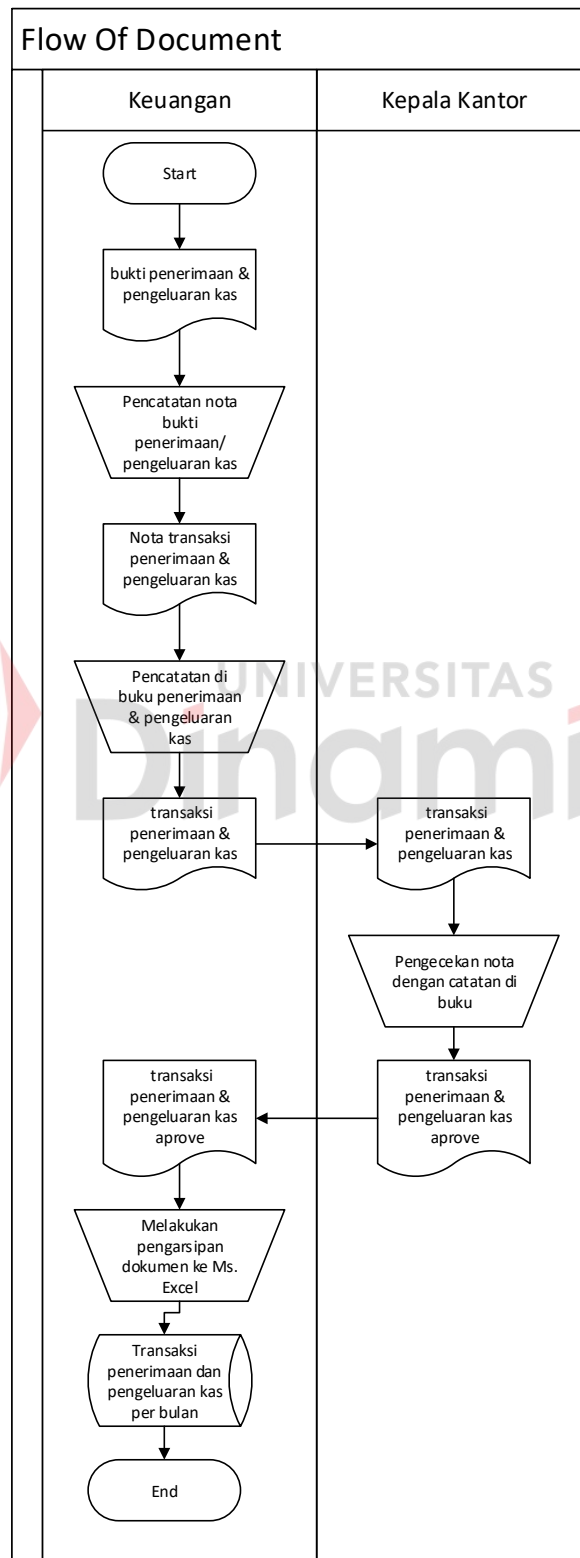 Flow Of Document
Keuangan
Kepala Kantor
Start
bukti penerimaan &
pengeluaran kas
Pencatatan nota
bukti
penerimaan/
pengeluaran kas
Nota transaksi
penerimaan &
pengeluaran kas
Pencatatan di
buku penerimaan
& pengeluaran
kas
UNIVERSITAS
Dinami
transaksi
penerimaan &
pengeluaran kas
transaksi
penerimaan &
pengeluaran kas
Pengecekan nota
dengan catatan di
buku
transaksi
penerimaan &
pengeluaran kas
aprove
transaksi
penerimaan &
pengeluaran kas
aprove
Melakukan
pengarsipan
dokumen ke Ms.
Excel
Transaksi
penerimaan dan
pengeluaran kas
per bulan
End